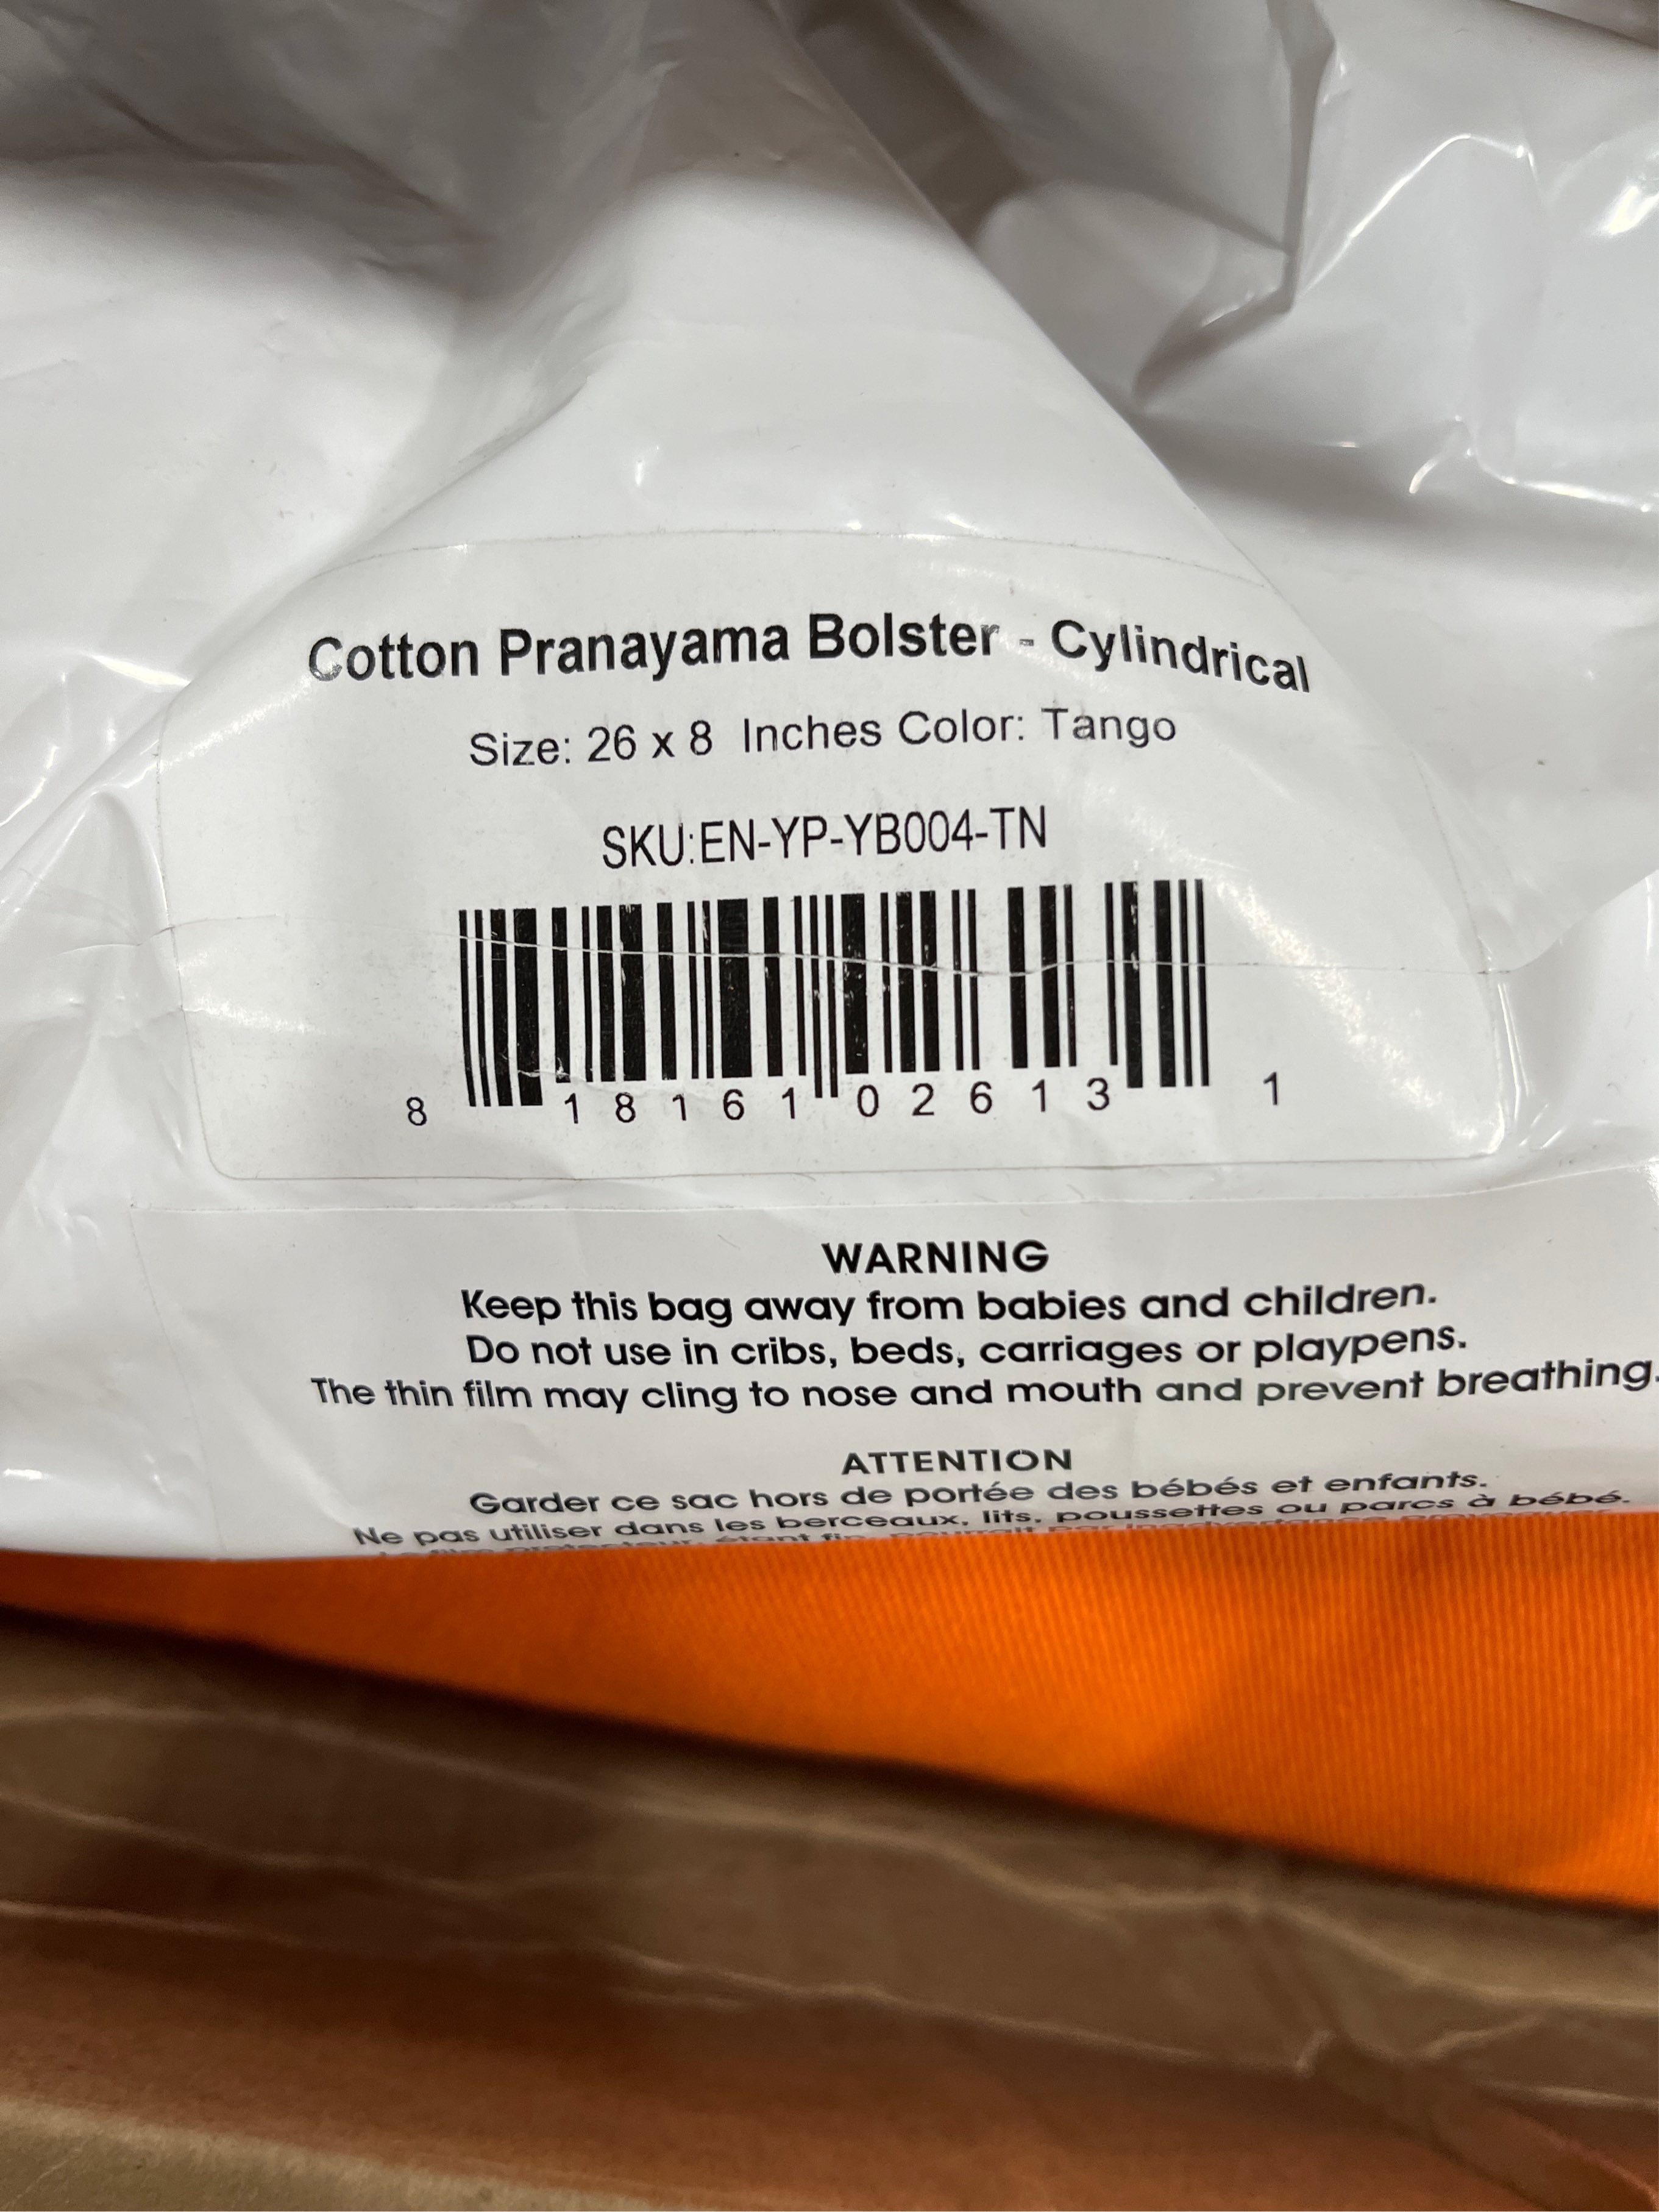 Cotton Pranayama Bolster - Cylindrical
Size: 26 x 8 Inches Color: Tango
SKU:EN-YP-YB004-TN
8 18161 02613 1
WARNING
Keep this bag away from babies and children.
Do not use in cribs, beds, carriages or playpens.
The thin film may cling to nose and mouth and prevent breathing.
ATTENTION
Garder ce sac hors de portée des bébés et enfants.
Ne pas utiliser dans les berceaux, lits, poussettes ou parcs à bébé.